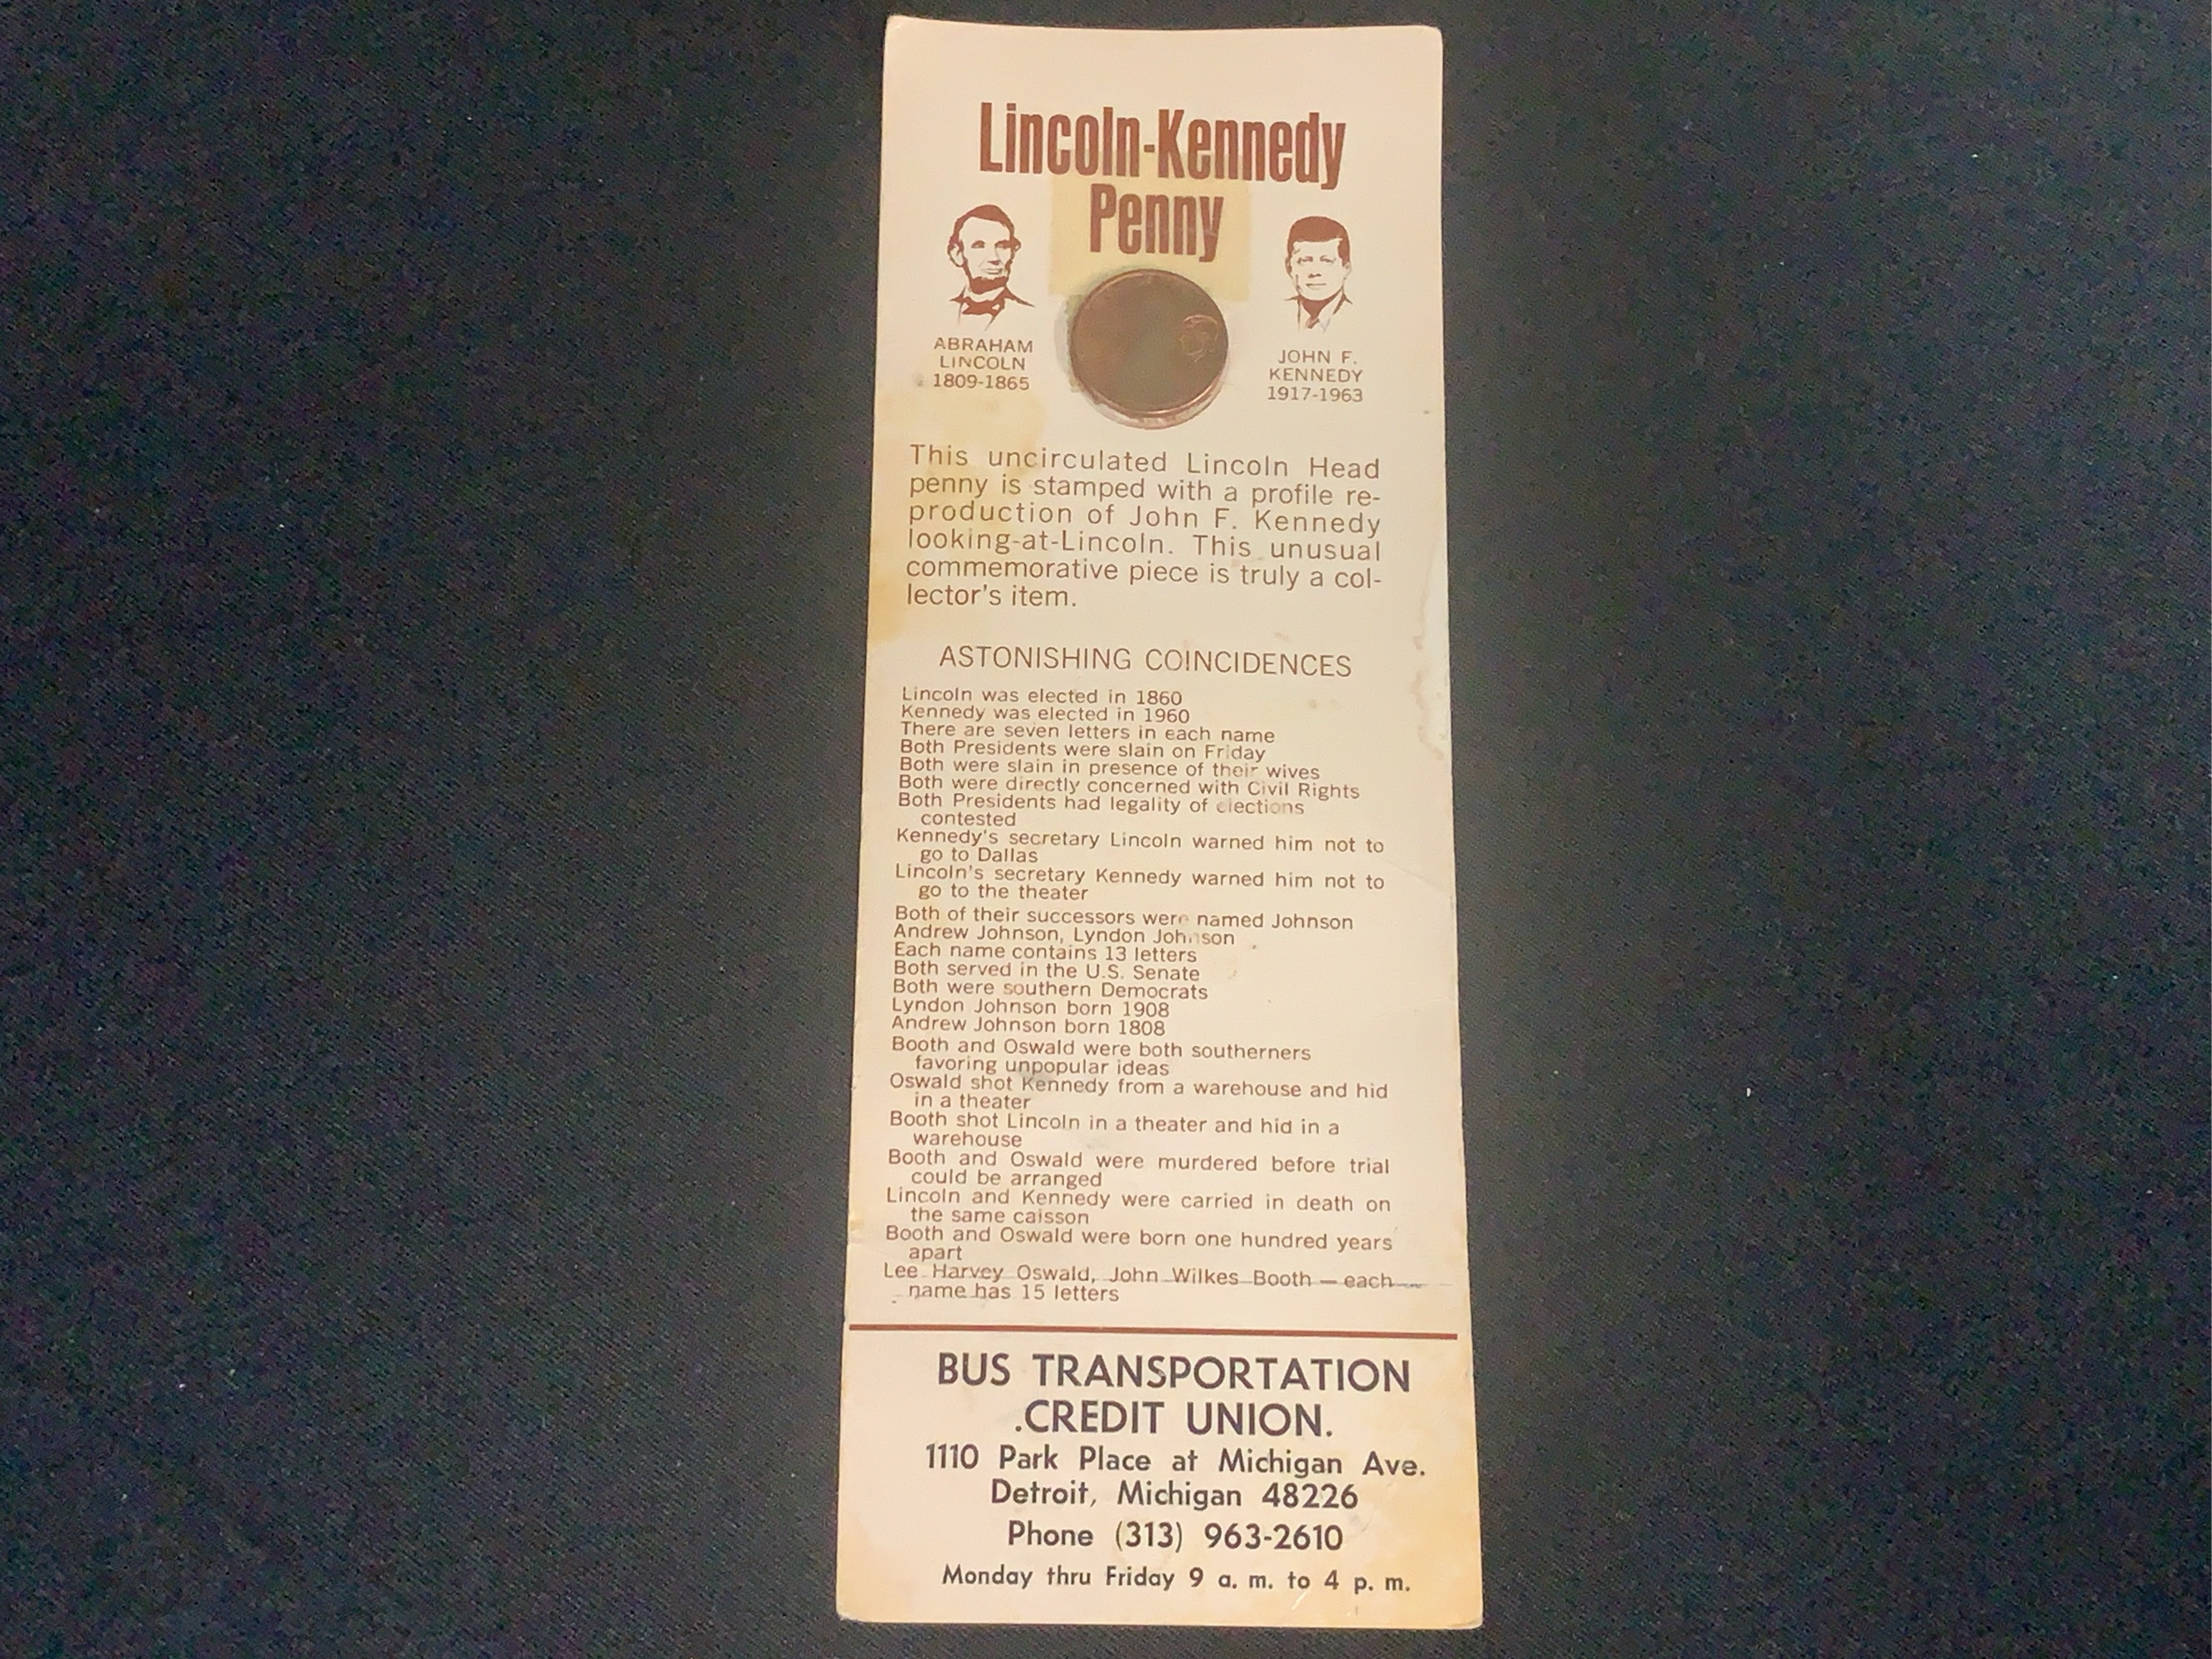 Lincoln-Kennedy
Penny
ABRAHAM
LINCOLN
1809-1865
JOHN F.
KENNEDY
1917-1963
This uncirculated Lincoln Head
penny is stamped with a profile re-
production of John F. Kennedy
looking-at-Lincoln. This unusual
commemorative piece is truly a col-
lector's item.
ASTONISHING COINCIDENCES
Lincoln was elected in 1860
Kennedy was elected in 1960
There are seven letters in each name
Both Presidents were slain on Friday
Both were slain in presence of their wives
Both were directly concerned with Civil Rights
Both Presidents had legality of elections
contested
Kennedy's secretary Lincoln warned him not to
go to Dallas
Lincoln's secretary Kennedy warned him not to
go to the theater
Both of their successors were named Johnson
Andrew Johnson, Lyndon Johnson
Each name contains 13 letters
Both served in the U.S. Senate
Both were southern Democrats
Lyndon Johnson born 1908
Andrew Johnson born 1808
Booth and Oswald were both southerners
favoring unpopular ideas
Oswald shot Kennedy from a warehouse and hid
in a theater
Booth shot Lincoln in a theater and hid in a
warehouse
Booth and Oswald were murdered before trial
could be arranged
Lincoln and Kennedy were carried in death on
the same caisson
Booth and Oswald were born one hundred years
apart
Lee Harvey Oswald, John Wilkes Booth — each
name has 15 letters
BUS TRANSPORTATION
.CREDIT UNION.
1110 Park Place at Michigan Ave.
Detroit, Michigan 48226
Phone (313) 963-2610
Monday thru Friday 9 a. m. to 4 p. m.